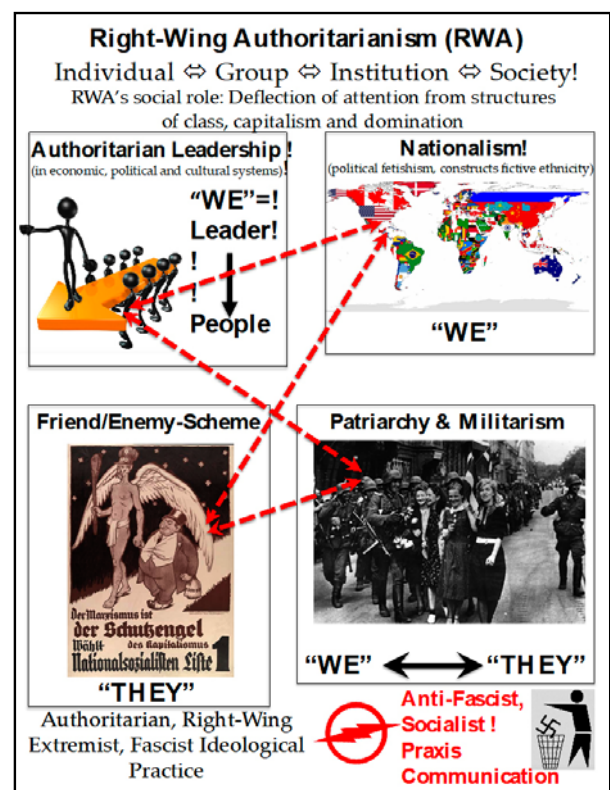 Right-Wing Authoritarianism (RWA)
Individual ⇔ Group ⇔ Institution ⇔ Society!
RWA's social role: Deflection of attention from structures
of class, capitalism and domination
Authoritarian Leadership !
(in economic, political and cultural systems)!
"WE"=!
Leader!
!
!
People
Nationalism!
(political fetishism, constructs fictive ethnicity)
"WE"
Friend/Enemy-Scheme
Der Marxismus ist
der Schutzengel
des Kapitalismus
Wählt
Nationalsozialisten Liste 1
"THEY"
Patriarchy & Militarism
"WE" "THEY"
Authoritarian, Right-Wing
Extremist, Fascist Ideological
Practice
Anti-Fascist,
Socialist !
Praxis
Communication